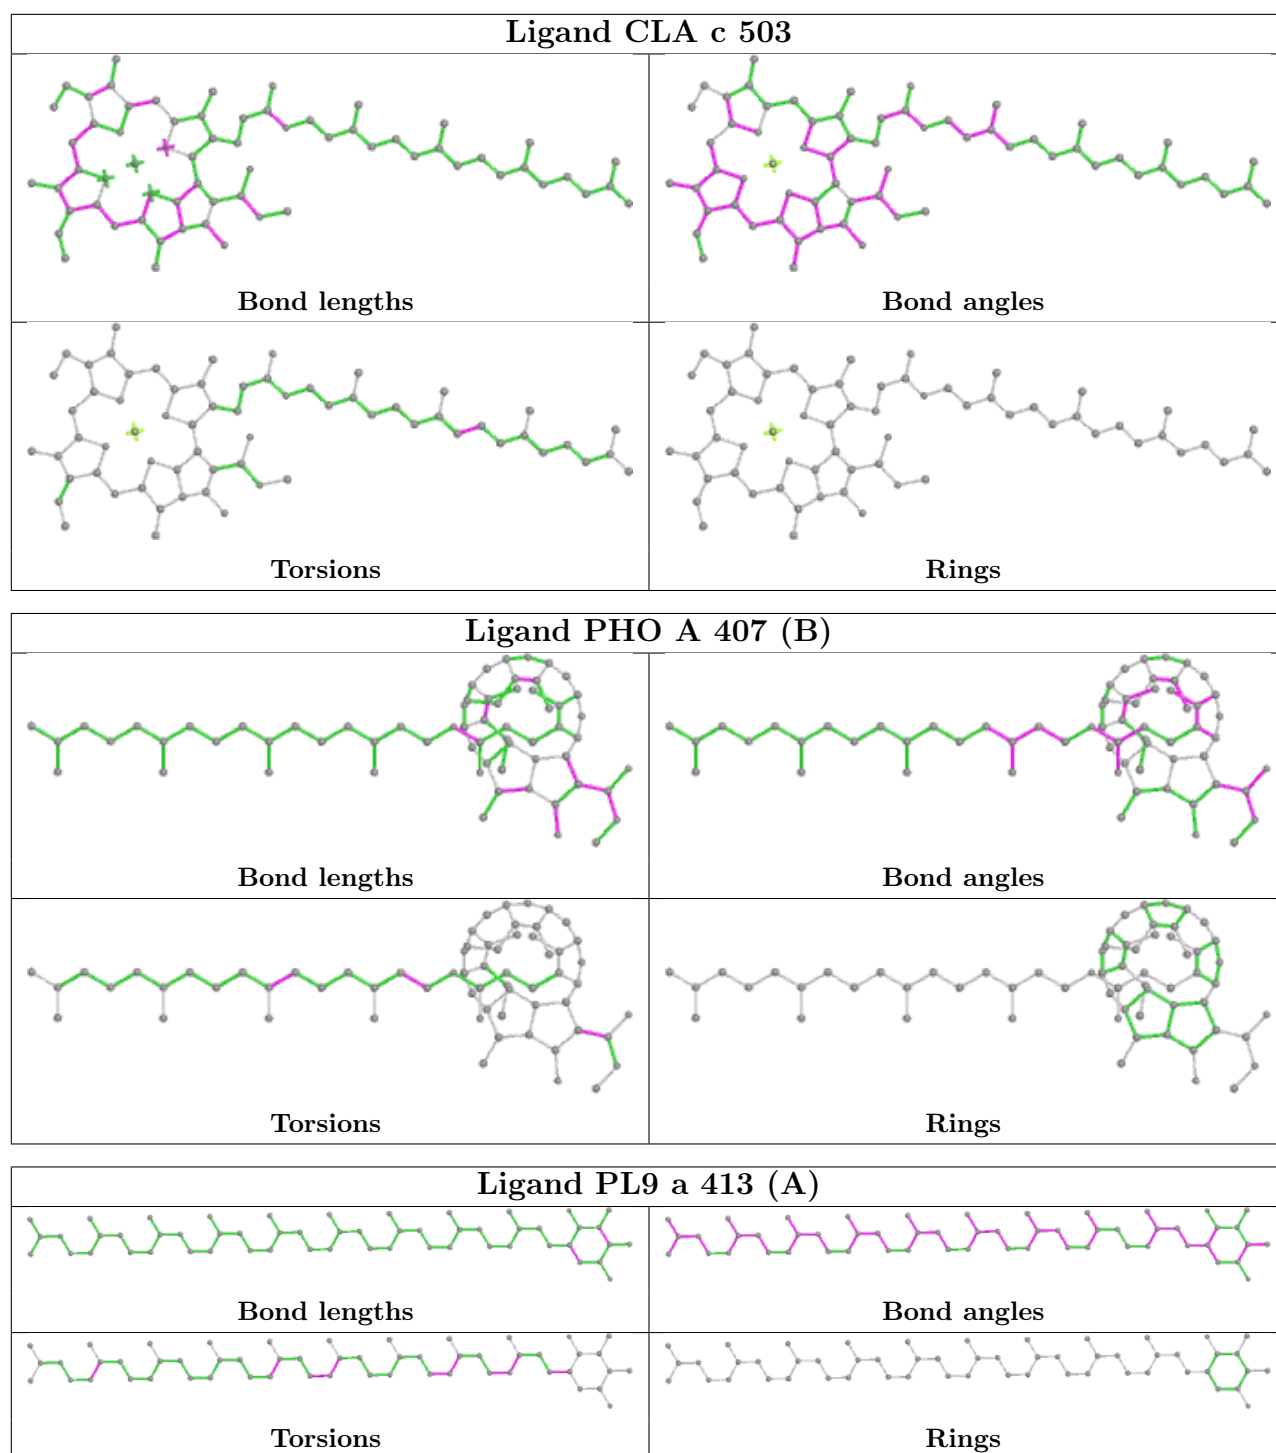 Ligand CLA c 503
Bond lengths Bond angles
Torsions Rings
Ligand PHO A 407 (B)
Bond lengths Bond angles
Torsions Rings
Ligand PL9 a 413 (A)
Bond lengths Bond angles
Torsions Rings